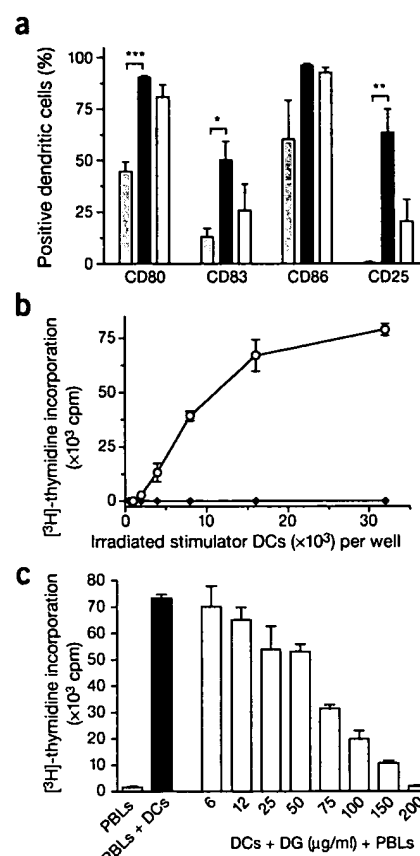 a
Positive dendritic cells (%)
100
75
50
25
0
***
*
**
CD80 CD83 CD86 CD25
b
[³H]-thymidine incorporation
(×10³ cpm)
75
50
25
0
0 10 20 30
Irradiated stimulator DCs (×10³) per well
c
[³H]-thymidine incorporation
(×10³ cpm)
80
70
60
50
40
30
20
10
0
PBLs
PBLs + DCs
6 12 25 50 75 100 150 200
DCs + DG (μg/ml) + PBLs